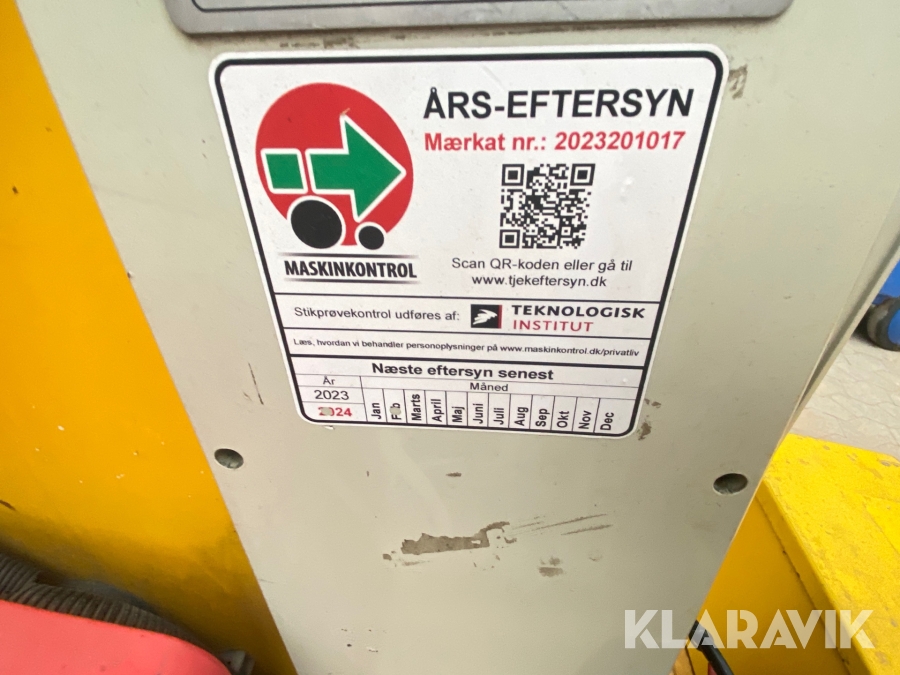 ÅRS-EFTERSYN
Mærkat nr.: 2023201017
MASKINKONTROL
Scan QR-koden eller gå til
www.tjekeftersyn.dk
Stikprøvekontrol udføres af:
TEKNOLOGISK
INSTITUT
Læs, hvordan vi behandler personoplysninger på www.maskinkontrol.dk/privatliv
Næste eftersyn senest
År
Måned
2023
2024
Jan Feb Marts April Maj Juni Juli Aug Sep Okt Nov Dec
KLARAVIK